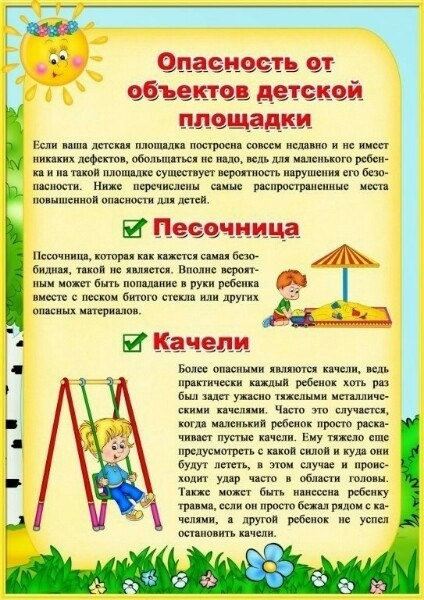 Опасность от
объектов детской
площадки
Если ваша детская площадка построена совсем недавно и не имеет
никаких дефектов, обольщаться не надо, ведь для маленького ребен-
ка и на такой площадке существует вероятность нарушения его безо-
пасности. Ниже перечислены самые распространенные места
повышенной опасности для детей.
Песочница
Песочница, которая как кажется самая безо-
бидная, такой не является. Вполне вероят-
ным может быть попадание в руки ребенка
вместе с песком битого стекла или других
опасных материалов.
Качели
Более опасными являются качели, ведь
практически каждый ребенок хоть раз
был задет ужасно тяжелыми металличе-
скими качелями. Часто это случается,
когда маленький ребенок просто раска-
чивает пустые качели. Ему тяжело еще
предусмотреть с какой силой и куда они
будут лететь, в этом случае и проис-
ходит удар часто в области головы.
Также может быть нанесена ребенку
травма, если он просто бежал рядом с ка-
челями, а другой ребенок не успел
остановить качели.